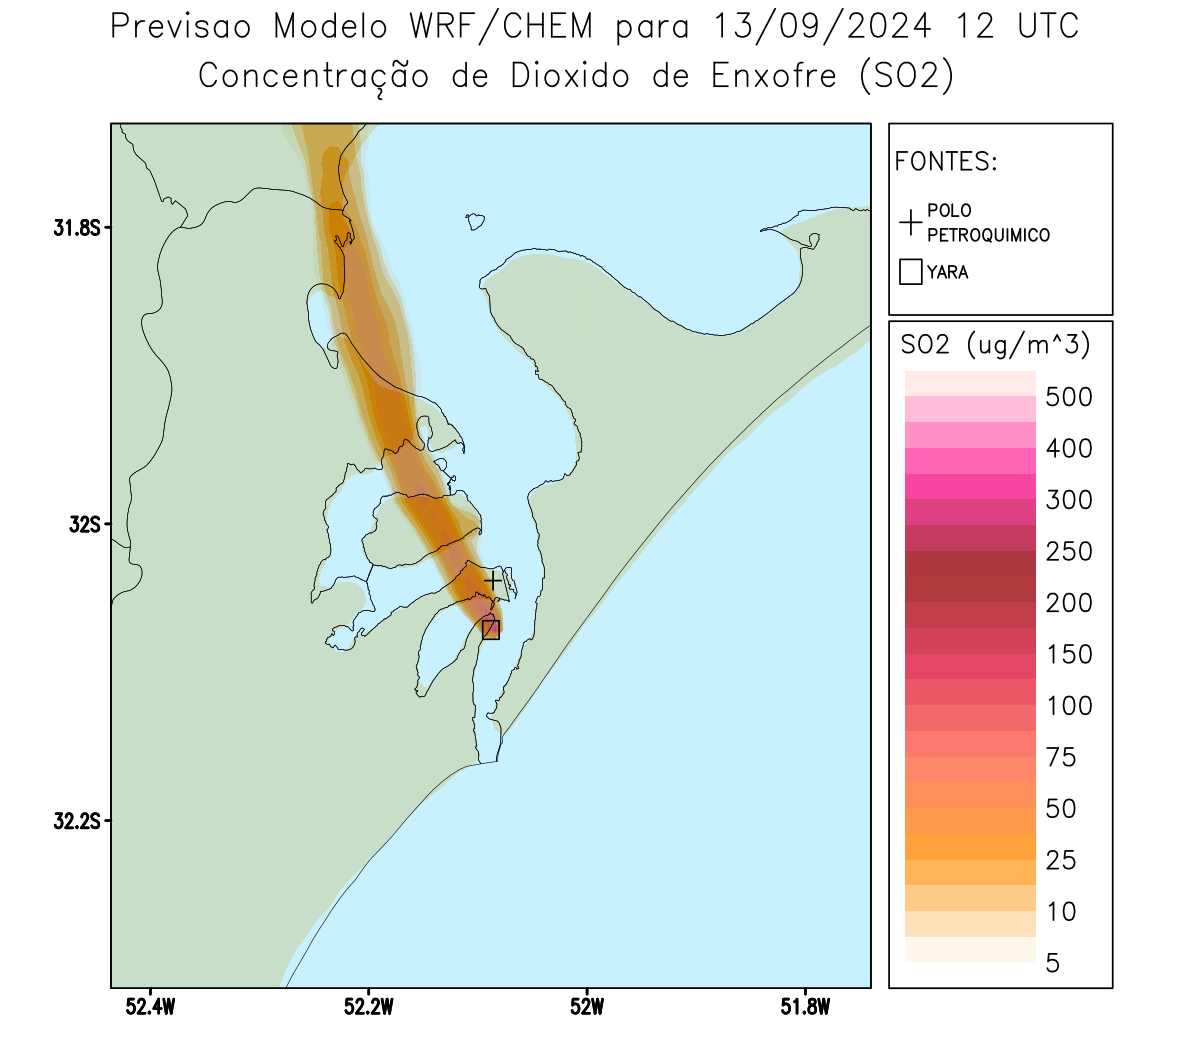 Previsao Modelo WRF/CHEM para 13/09/2024 12 UTC
Concentração de Dioxido de Enxofre (SO2)
FONTES:
POLO
PETROQUIMICO
YARA
SO2 (ug/m^3)
500
400
300
250
200
150
100
75
50
25
10
5
31.8S
32S
32.2S
52.4W
52.2W
52W
51.8W